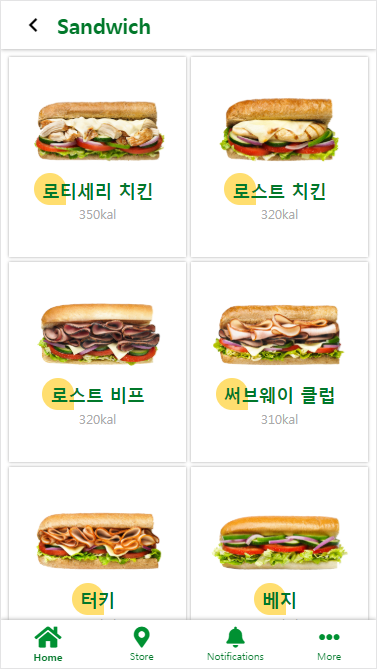 Sandwich
로티세리 치킨
350kal
로스트 치킨
320kal
로스트 비프
320kal
써브웨이 클럽
310kal
터키
베지
Home
Store
Notifications
More